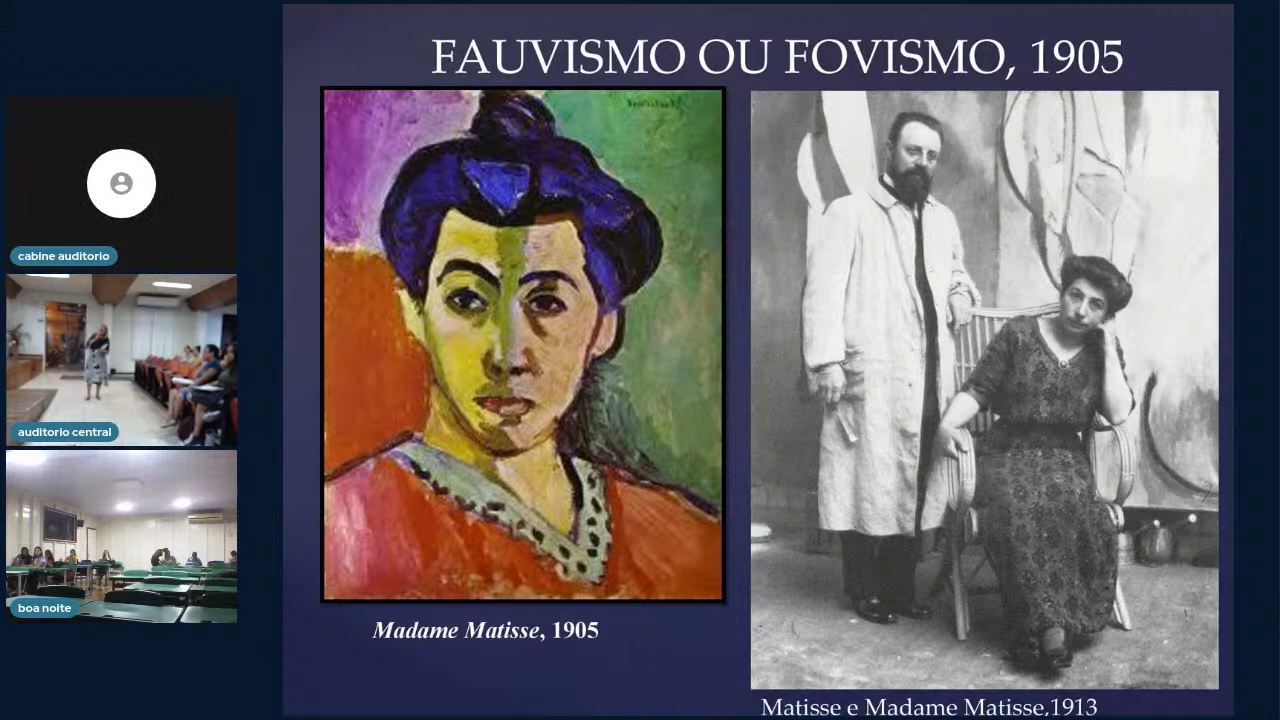 FAUVISMO OU FOVISMO, 1905
cabine auditorio
auditorio central
boa noite
Madame Matisse, 1905
Matisse e Madame Matisse,1913